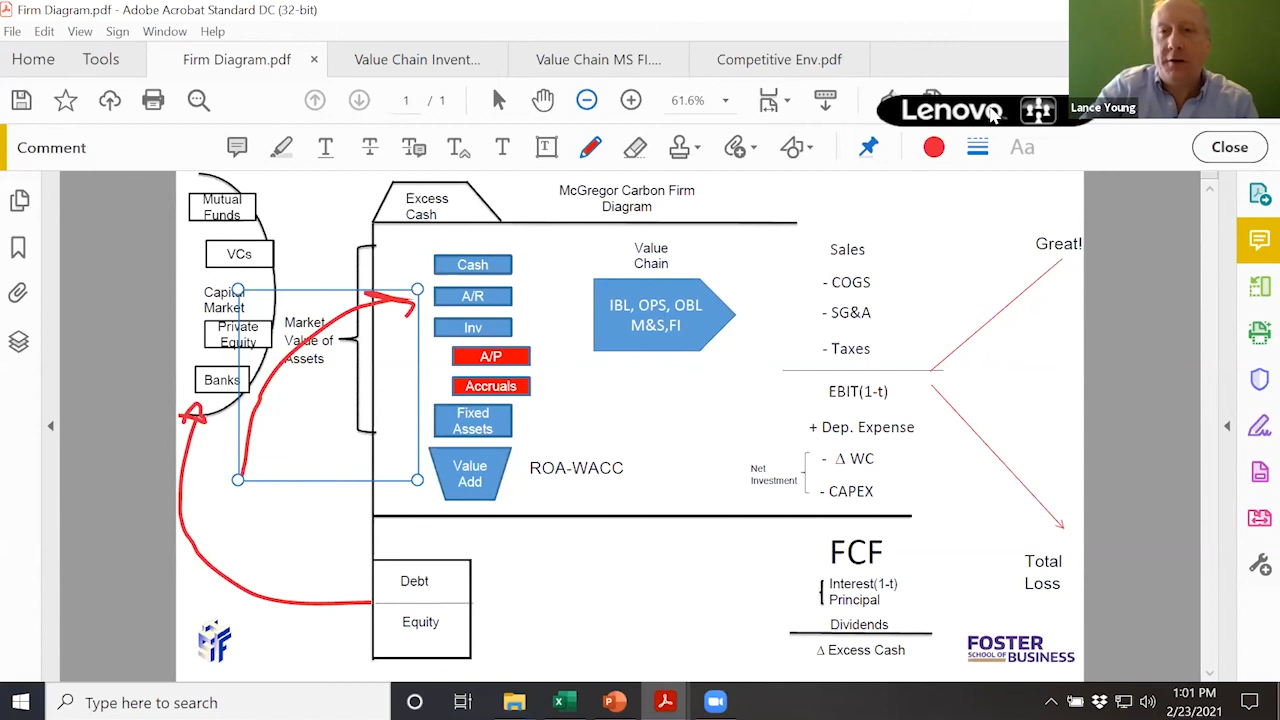 Firm Diagram.pdf - Adobe Acrobat Standard DC (32-bit)
File Edit View Sign Window Help
Home Tools Firm Diagram.pdf × Value Chain Invent... Value Chain MS FI.... Competitive Env.pdf
1 / 1 61.6%
Lenovo
Lance Young
Comment
Aa
Close
Mutual
Funds
VCs
Capital
Market
Private
Equity
Banks
Market
Value of
Assets
Excess
Cash
McGregor Carbon Firm
Diagram
Cash
A/R
Inv
A/P
Accruals
Fixed
Assets
Value
Add
ROA-WACC
Value
Chain
IBL, OPS, OBL
M&S,FI
Sales
- COGS
- SG&A
- Taxes
EBIT(1-t)
+ Dep. Expense
- Δ WC
- CAPEX
Net
Investment
Great!
Total
Loss
Debt
Equity
FCF
Interest(1-t)
Principal
Dividends
Δ Excess Cash
FOSTER
SCHOOL OF BUSINESS
Type here to search
1:01 PM
2/23/2021